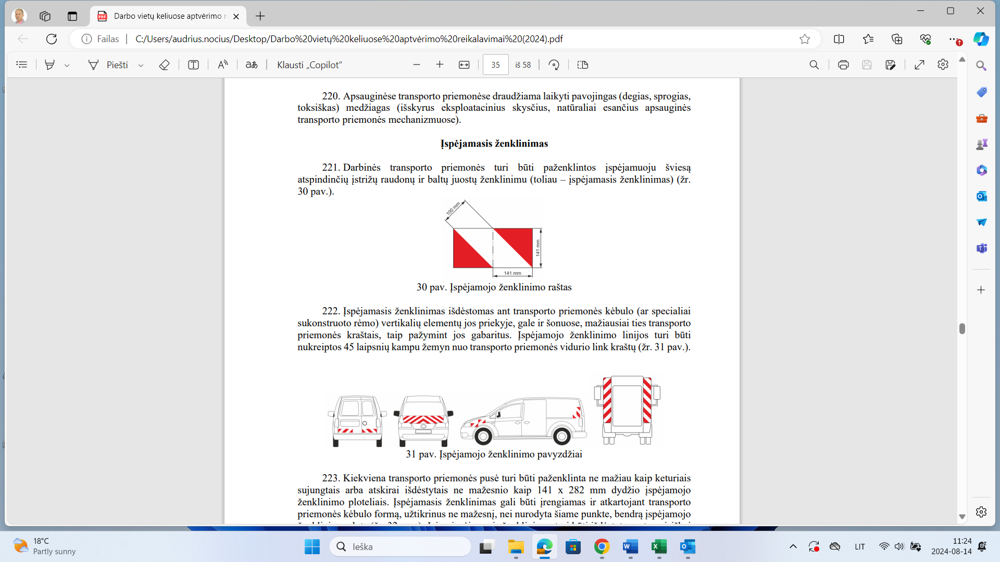 Darbo vietų keliuose aptvėrimo r
Failas
C:/Users/audrius.nocius/Desktop/Darbo%20vietų%20keliuose%20aptvėrimo%20reikalavimai%20(2024).pdf
Piešti
Klausti „Copilot“
35
iš 58
220. Apsauginėse transporto priemonėse draudžiama laikyti pavojingas (degias, sprogias,
toksiškas) medžiagas (išskyrus eksploatacinius skysčius, natūraliai esančius apsauginės
transporto priemonės mechanizmuose).
Įspėjamasis ženklinimas
221. Darbinės transporto priemonės turi būti paženklintos įspėjamuoju šviesą
atspindinčių įstrižų raudonų ir baltų juostų ženklinimu (toliau – įspėjamasis ženklinimas) (žr.
30 pav.).
100 mm
141 mm
141 mm
30 pav. Įspėjamojo ženklinimo raštas
222. Įspėjamasis ženklinimas išdėstomas ant transporto priemonės kėbulo (ar specialiai
sukonstruoto rėmo) vertikalių elementų jos priekyje, gale ir šonuose, mažiausiai ties transporto
priemonės kraštais, taip pažymint jos gabaritus. Įspėjamojo ženklinimo linijos turi būti
nukreiptos 45 laipsnių kampu žemyn nuo transporto priemonės vidurio link kraštų (žr. 31 pav.).
31 pav. Įspėjamojo ženklinimo pavyzdžiai
223. Kiekviena transporto priemonės pusė turi būti paženklinta ne mažiau kaip keturiais
sujungtais arba atskirai išdėstytais ne mažesnio kaip 141 x 282 mm dydžio įspėjamojo
ženklinimo ploteliais. Įspėjamasis ženklinimas gali būti įrengiamas ir atkartojant transporto
priemonės kėbulo formą, užtikrinus ne mažesnį, nei nurodyta šiame punkte, bendrą įspėjamojo
18°C
Partly sunny
Ieška
LIT
11:24
2024-08-14